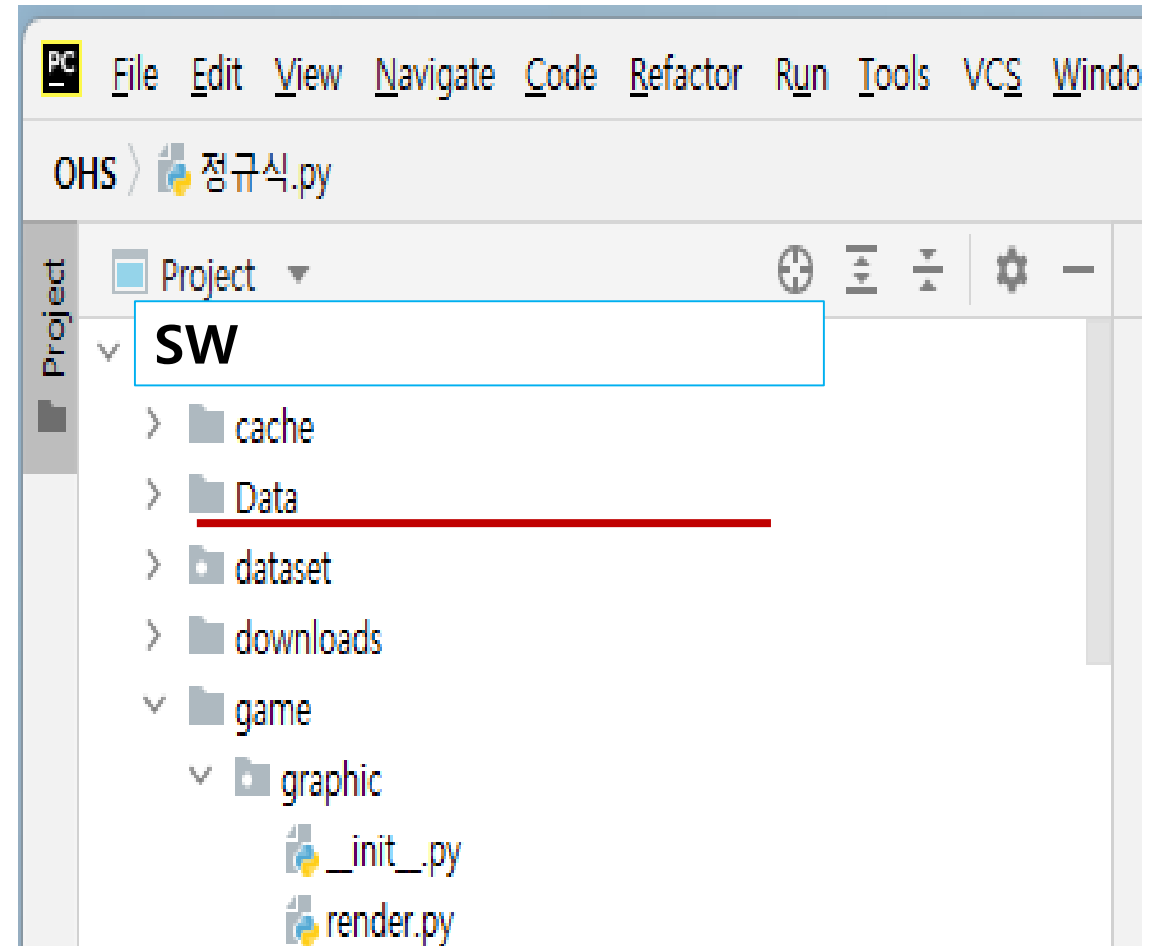 PC File Edit View Navigate Code Refactor Run Tools VCS Windo
OHS 정규식.py
Project
Project
SW
cache
Data
dataset
downloads
game
graphic
__init__.py
render.py